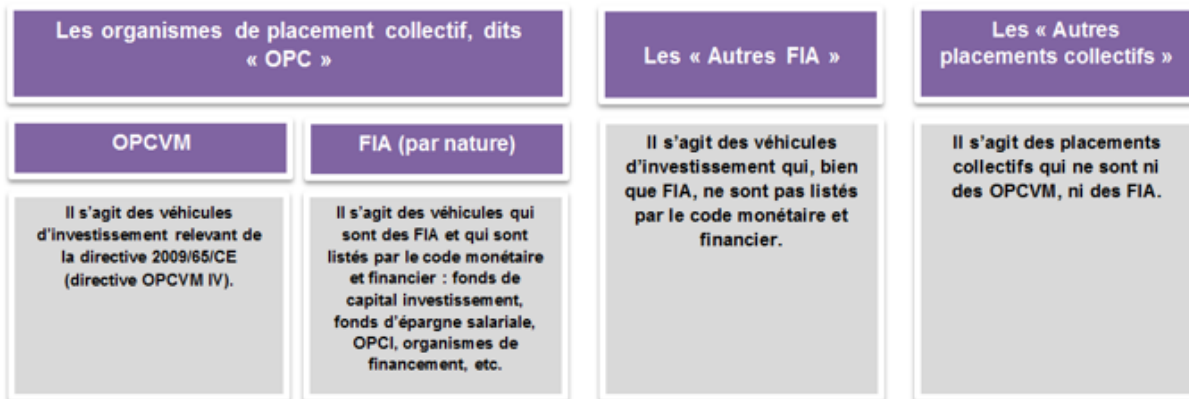 Les organismes de placement collectif, dits
« OPC »
OPCVM
Il s’agit des véhicules
d’investissement relevant de
la directive 2009/65/CE
(directive OPCVM IV).
FIA (par nature)
Il s’agit des véhicules qui
sont des FIA et qui sont
listés par le code monétaire
et financier : fonds de
capital investissement,
fonds d’épargne salariale,
OPCI, organismes de
financement, etc.
Les « Autres FIA »
Il s’agit des véhicules
d’investissement qui, bien
que FIA, ne sont pas listés
par le code monétaire et
financier.
Les « Autres
placements collectifs »
Il s’agit des placements
collectifs qui ne sont ni
des OPCVM, ni des FIA.